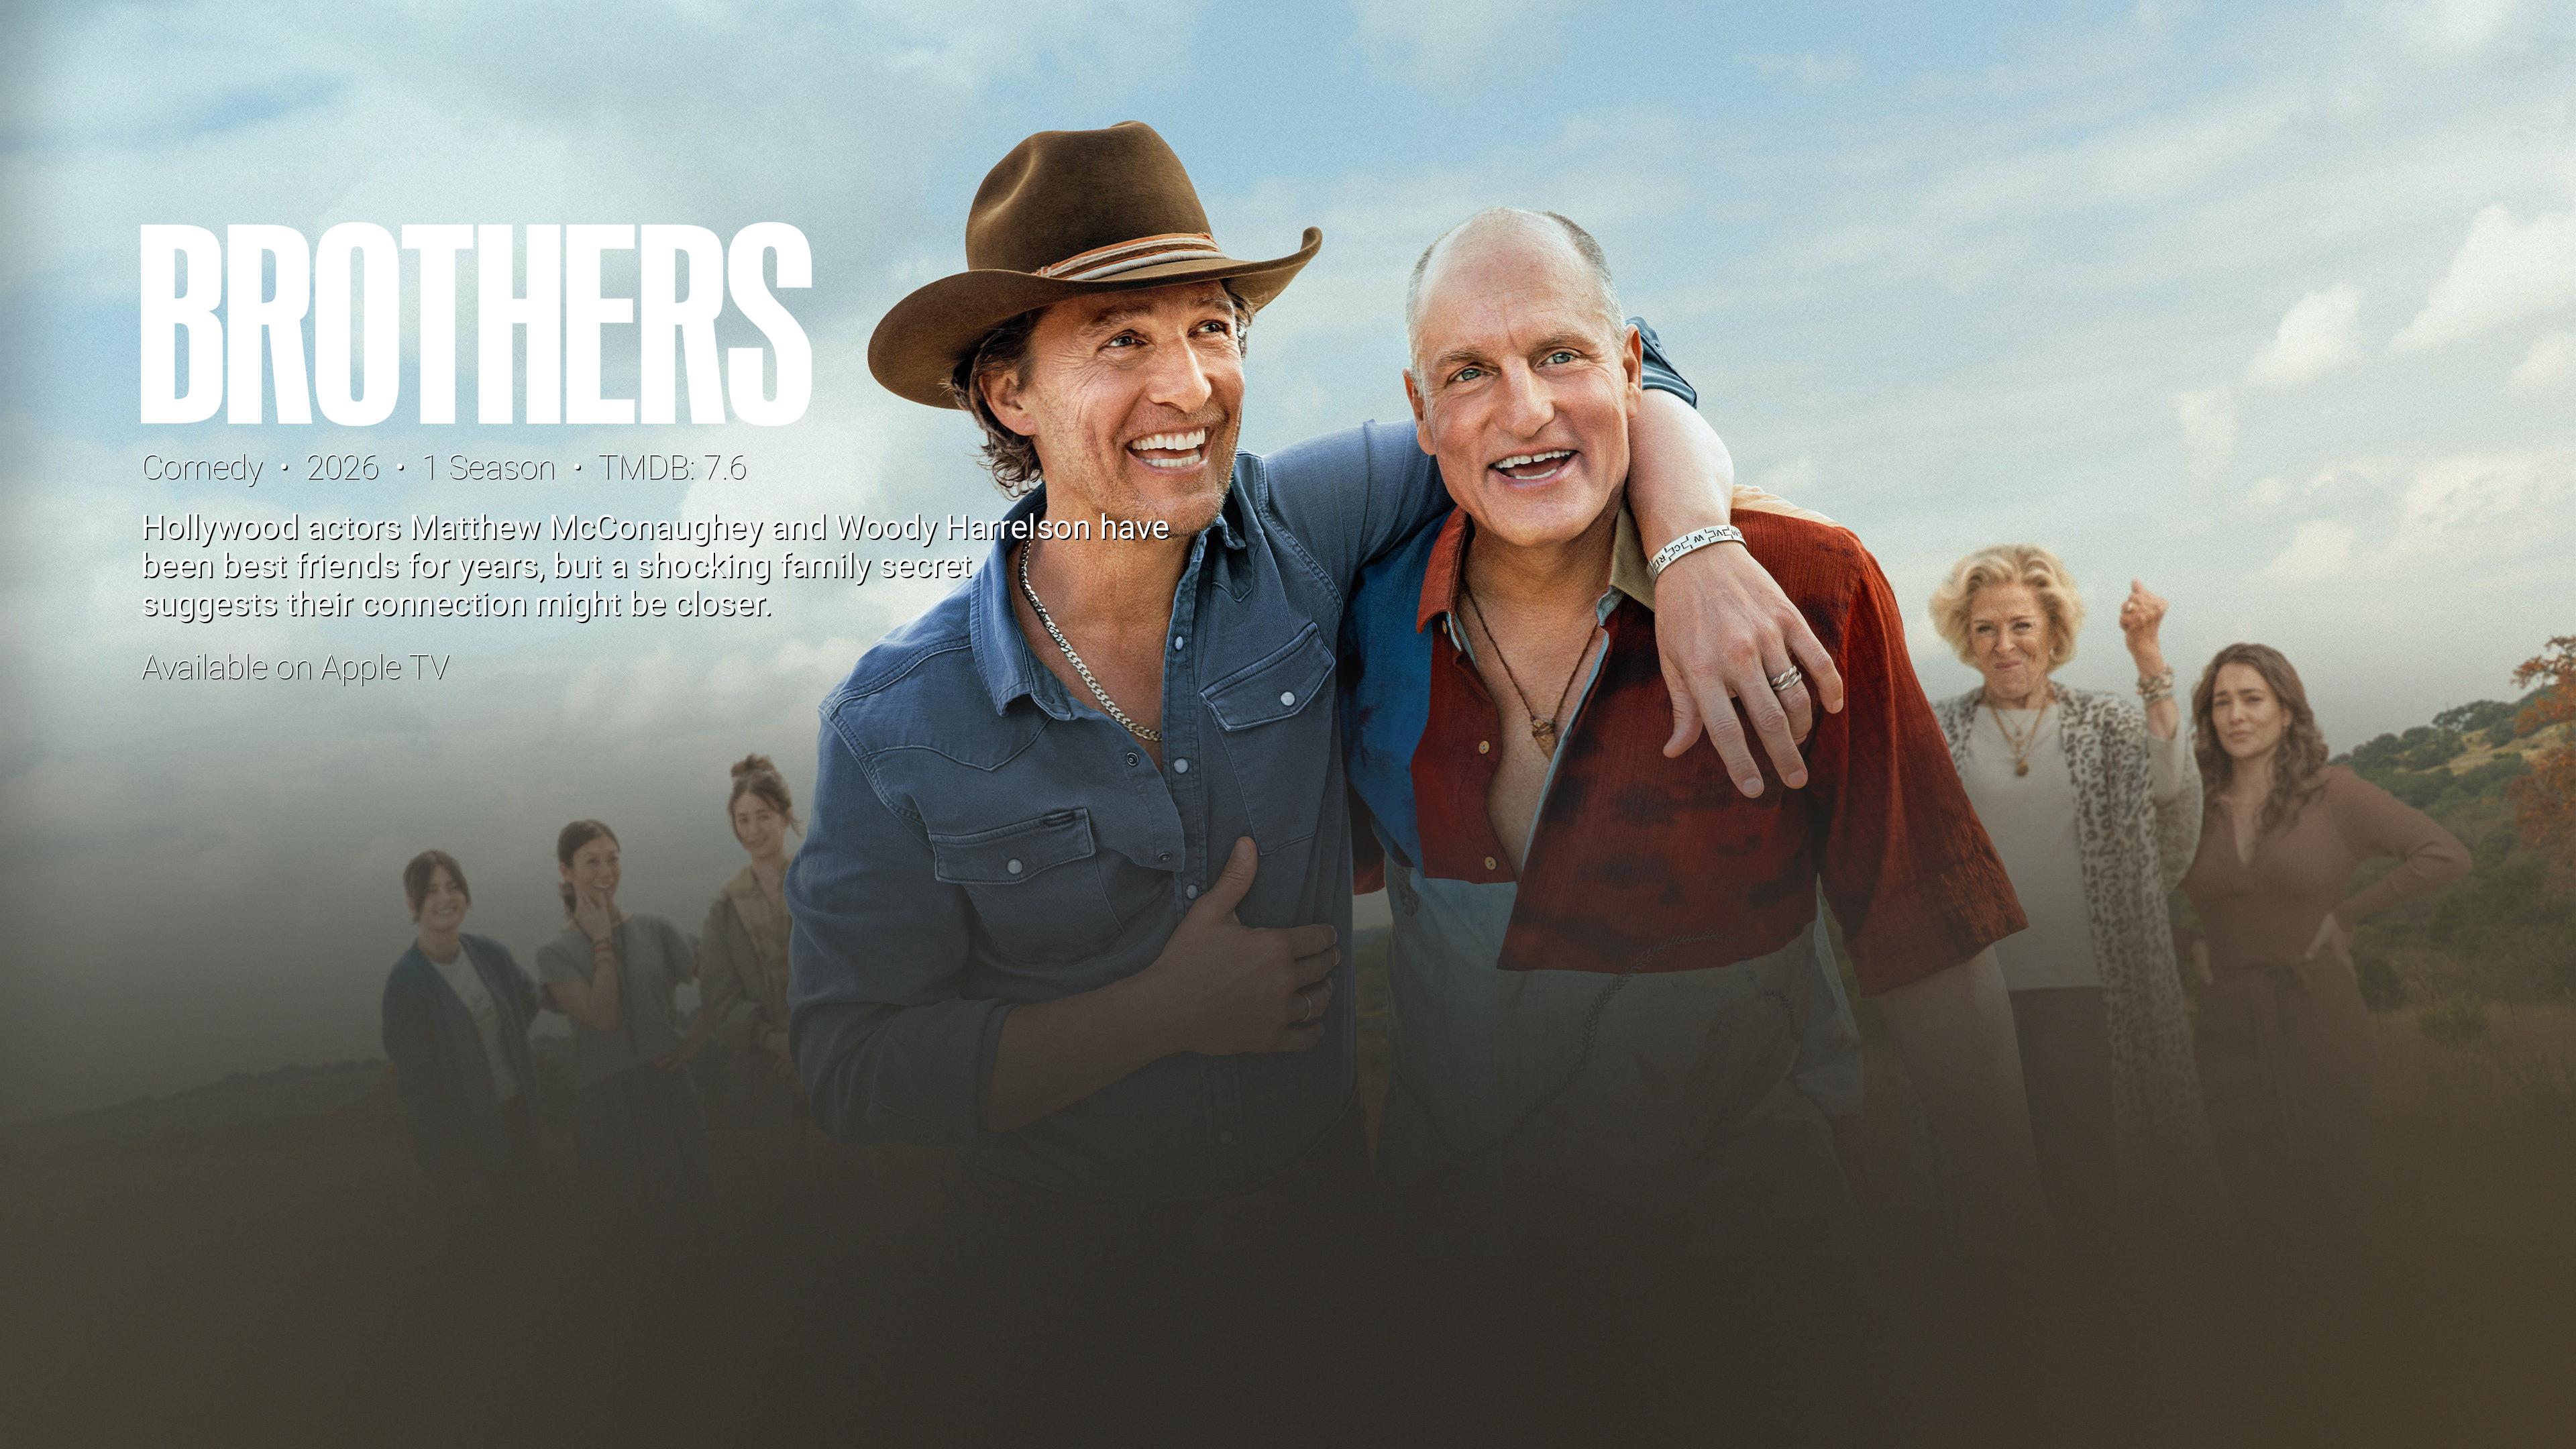 BROTHERS
Comedy • 2026 • 1 Season • TMDB: 7.6
Hollywood actors Matthew McConaughey and Woody Harrelson have
been best friends for years, but a shocking family secret
suggests their connection might be closer.
Available on Apple TV